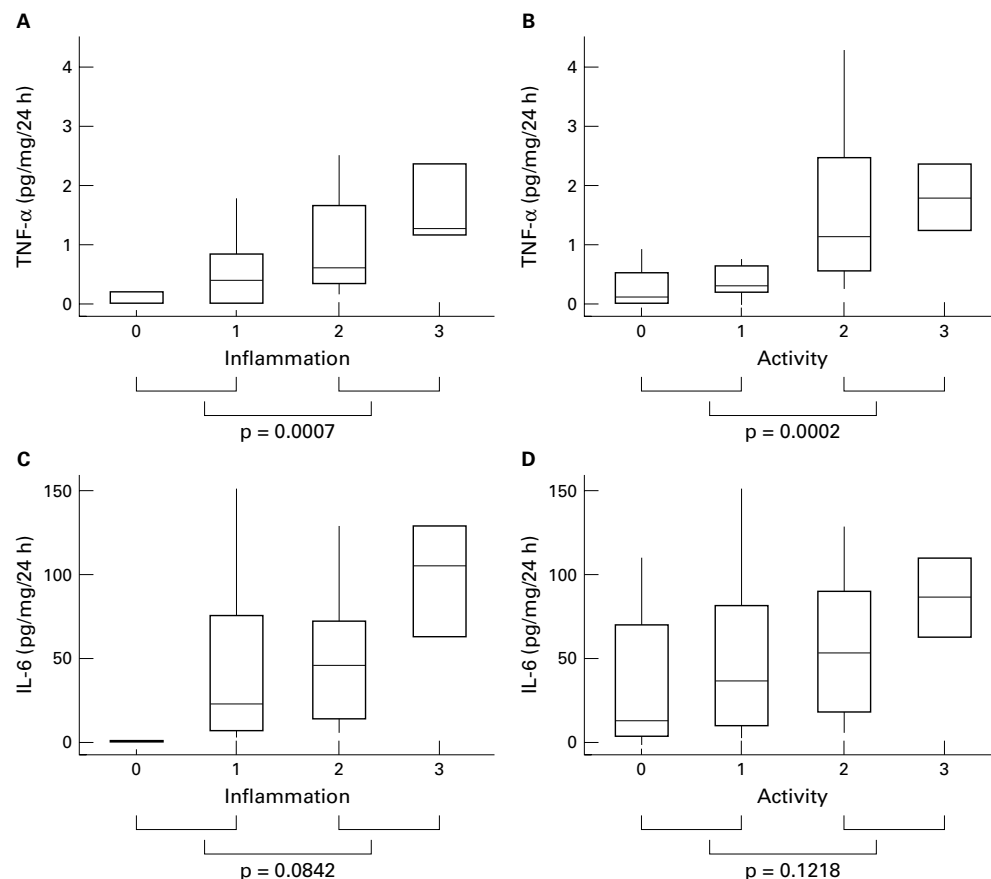 A
TNF-α (pg/mg/24 h)
4
3
2
1
0
0 1 2 3
Inflammation
p = 0.0007
B
TNF-α (pg/mg/24 h)
4
3
2
1
0
0 1 2 3
Activity
p = 0.0002
C
IL-6 (pg/mg/24 h)
150
100
50
0
0 1 2 3
Inflammation
p = 0.0842
D
IL-6 (pg/mg/24 h)
150
100
50
0
0 1 2 3
Activity
p = 0.1218